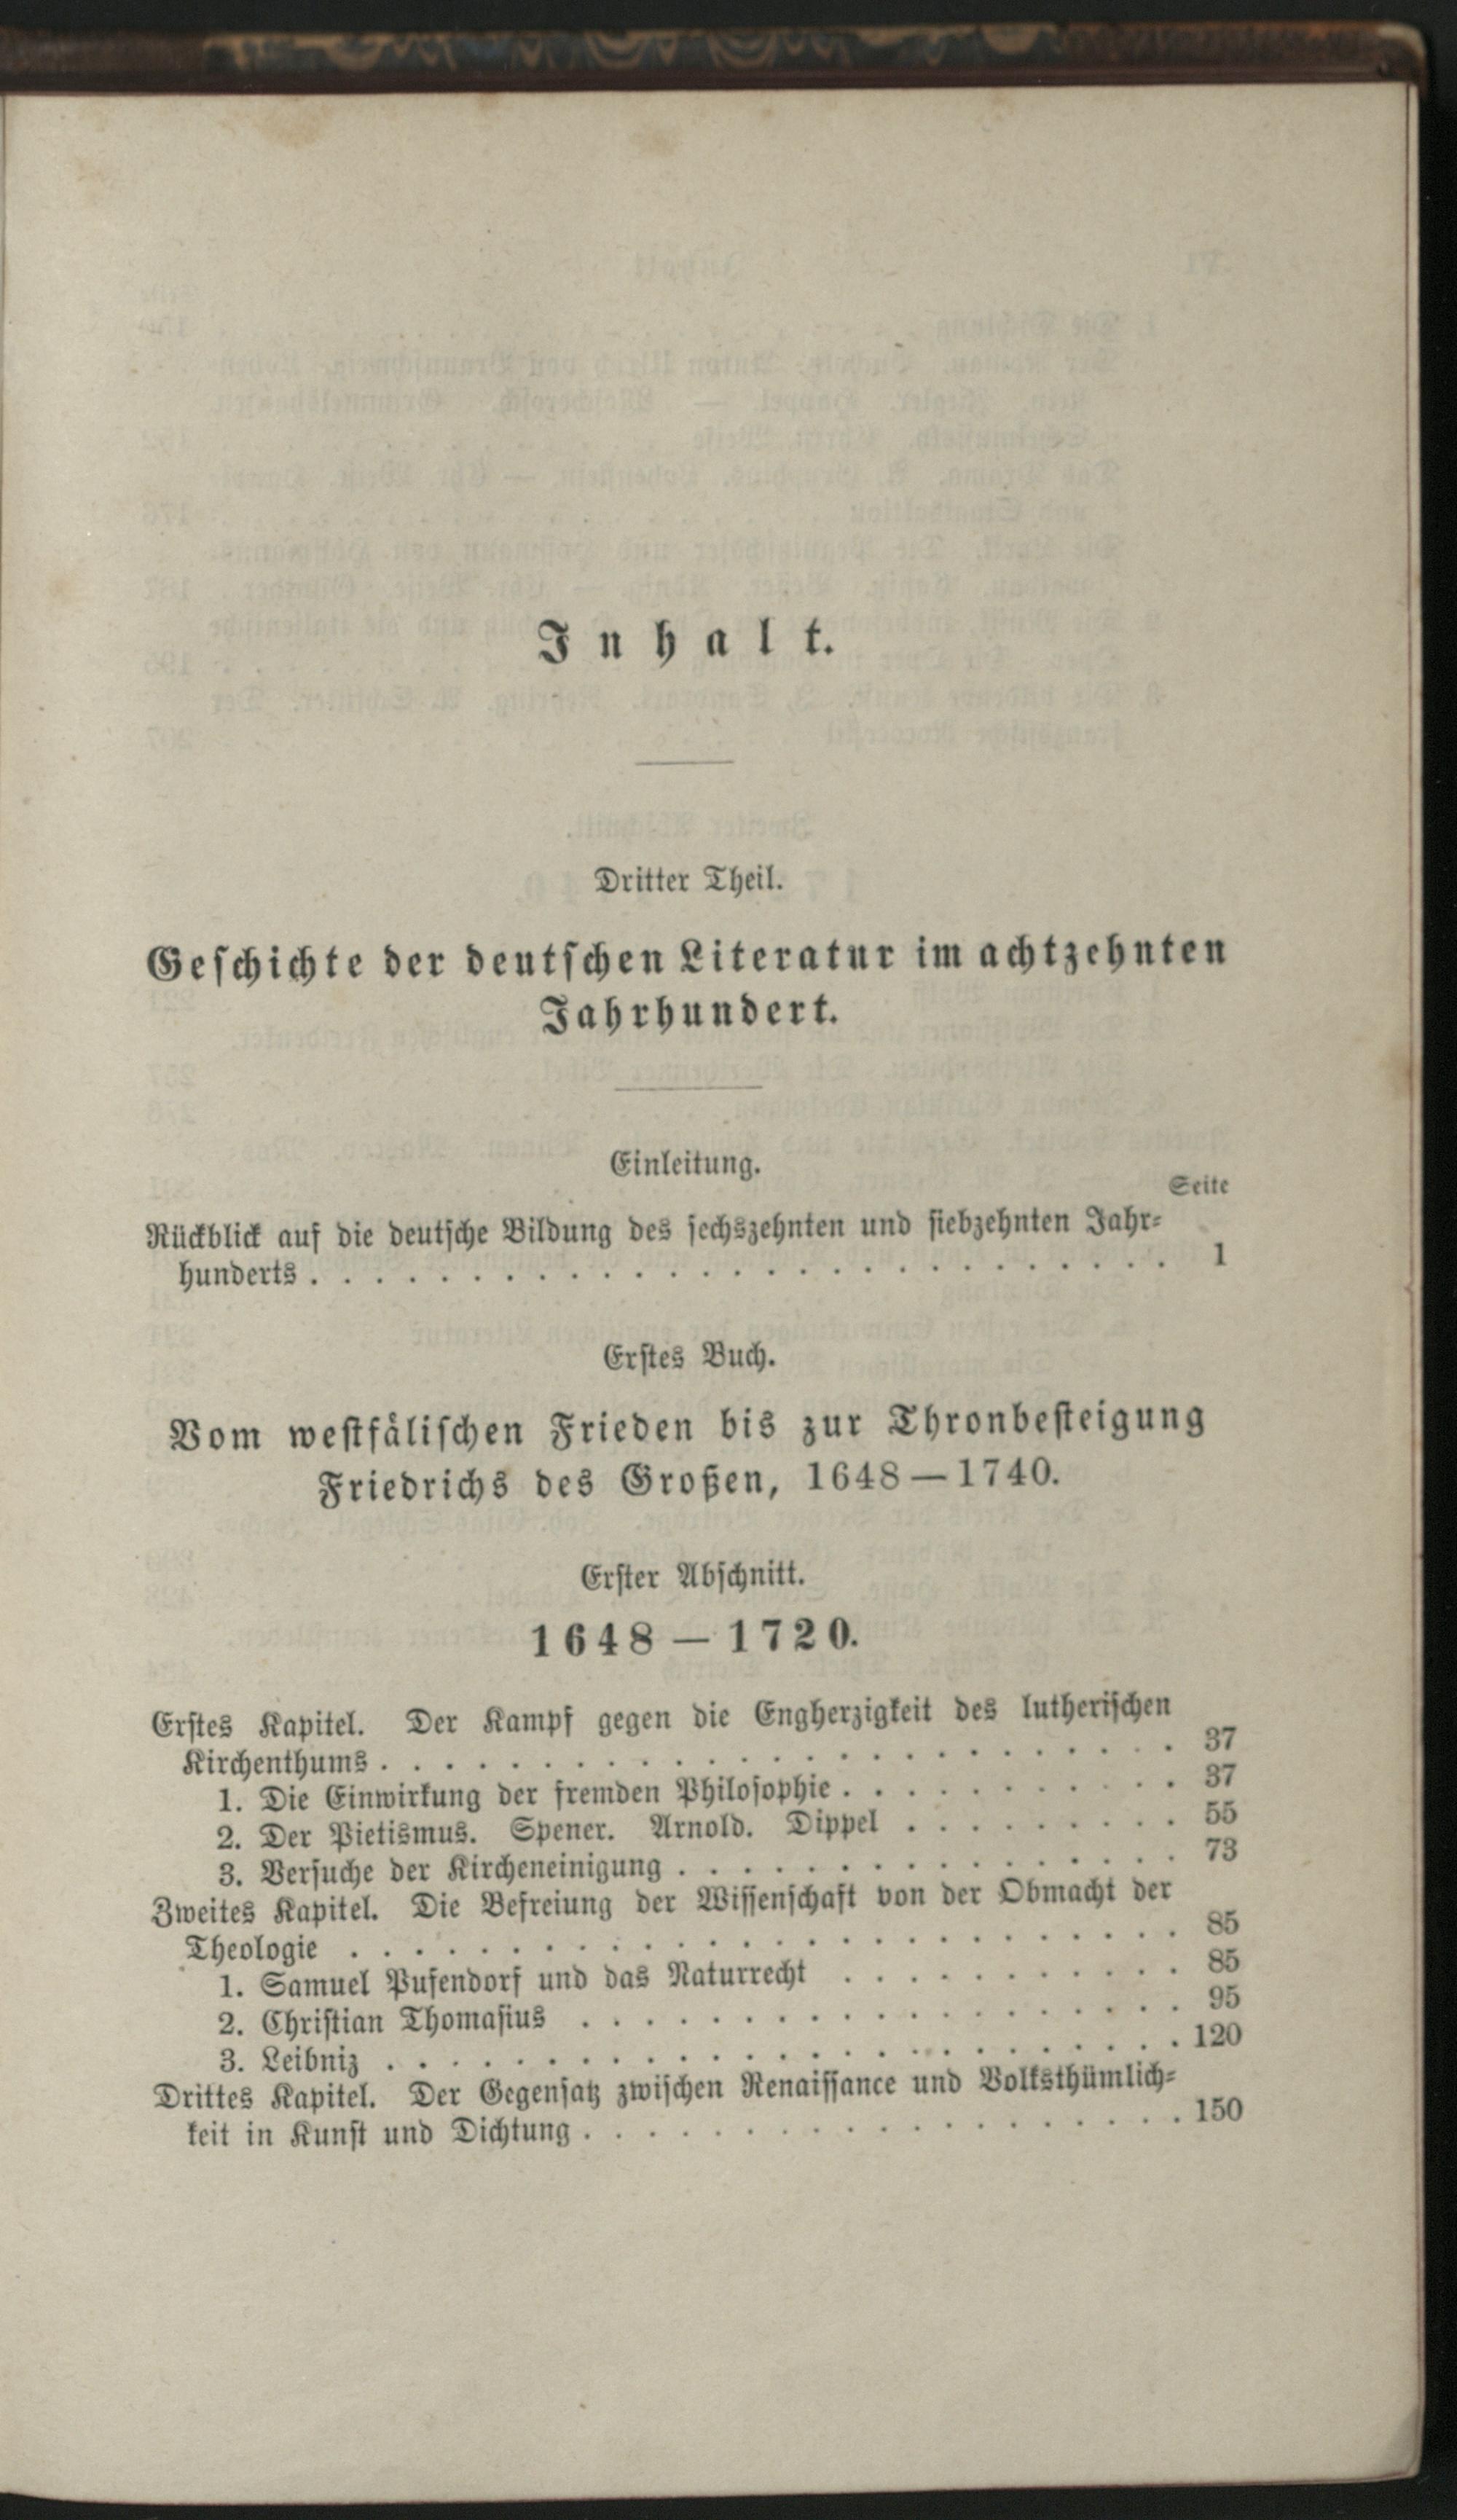 Inhalt.
Dritter Theil.
Geschichte der deutschen Literatur im achtzehnten
Jahrhundert.
Einleitung.
Seite
Rückblick auf die deutsche Bildung des sechszehnten und siebzehnten Jahr-
hunderts . . . . . . . . . . . . . . . . . . . . . . . . . . . 1
Erstes Buch.
Vom westfälischen Frieden bis zur Thronbesteigung
Friedrichs des Großen, 1648 — 1740.
Erster Abschnitt.
1648 — 1720.
Erstes Kapitel. Der Kampf gegen die Engherzigkeit des lutherischen
Kirchenthums . . . . . . . . . . . . . . . . . . . . . . . . . 37
1. Die Einwirkung der fremden Philosophie . . . . . . . . . . . 37
2. Der Pietismus. Spener. Arnold. Dippel . . . . . . . . . 55
3. Versuche der Kircheneinigung . . . . . . . . . . . . . . . . 73
Zweites Kapitel. Die Befreiung der Wissenschaft von der Obmacht der
Theologie . . . . . . . . . . . . . . . . . . . . . . . . . . 85
1. Samuel Pufendorf und das Naturrecht . . . . . . . . . . . 85
2. Christian Thomasius . . . . . . . . . . . . . . . . . . . 95
3. Leibniz . . . . . . . . . . . . . . . . . . . . . . . . . 120
Drittes Kapitel. Der Gegensatz zwischen Renaissance und Volksthümlich-
keit in Kunst und Dichtung . . . . . . . . . . . . . . . . . . . 150